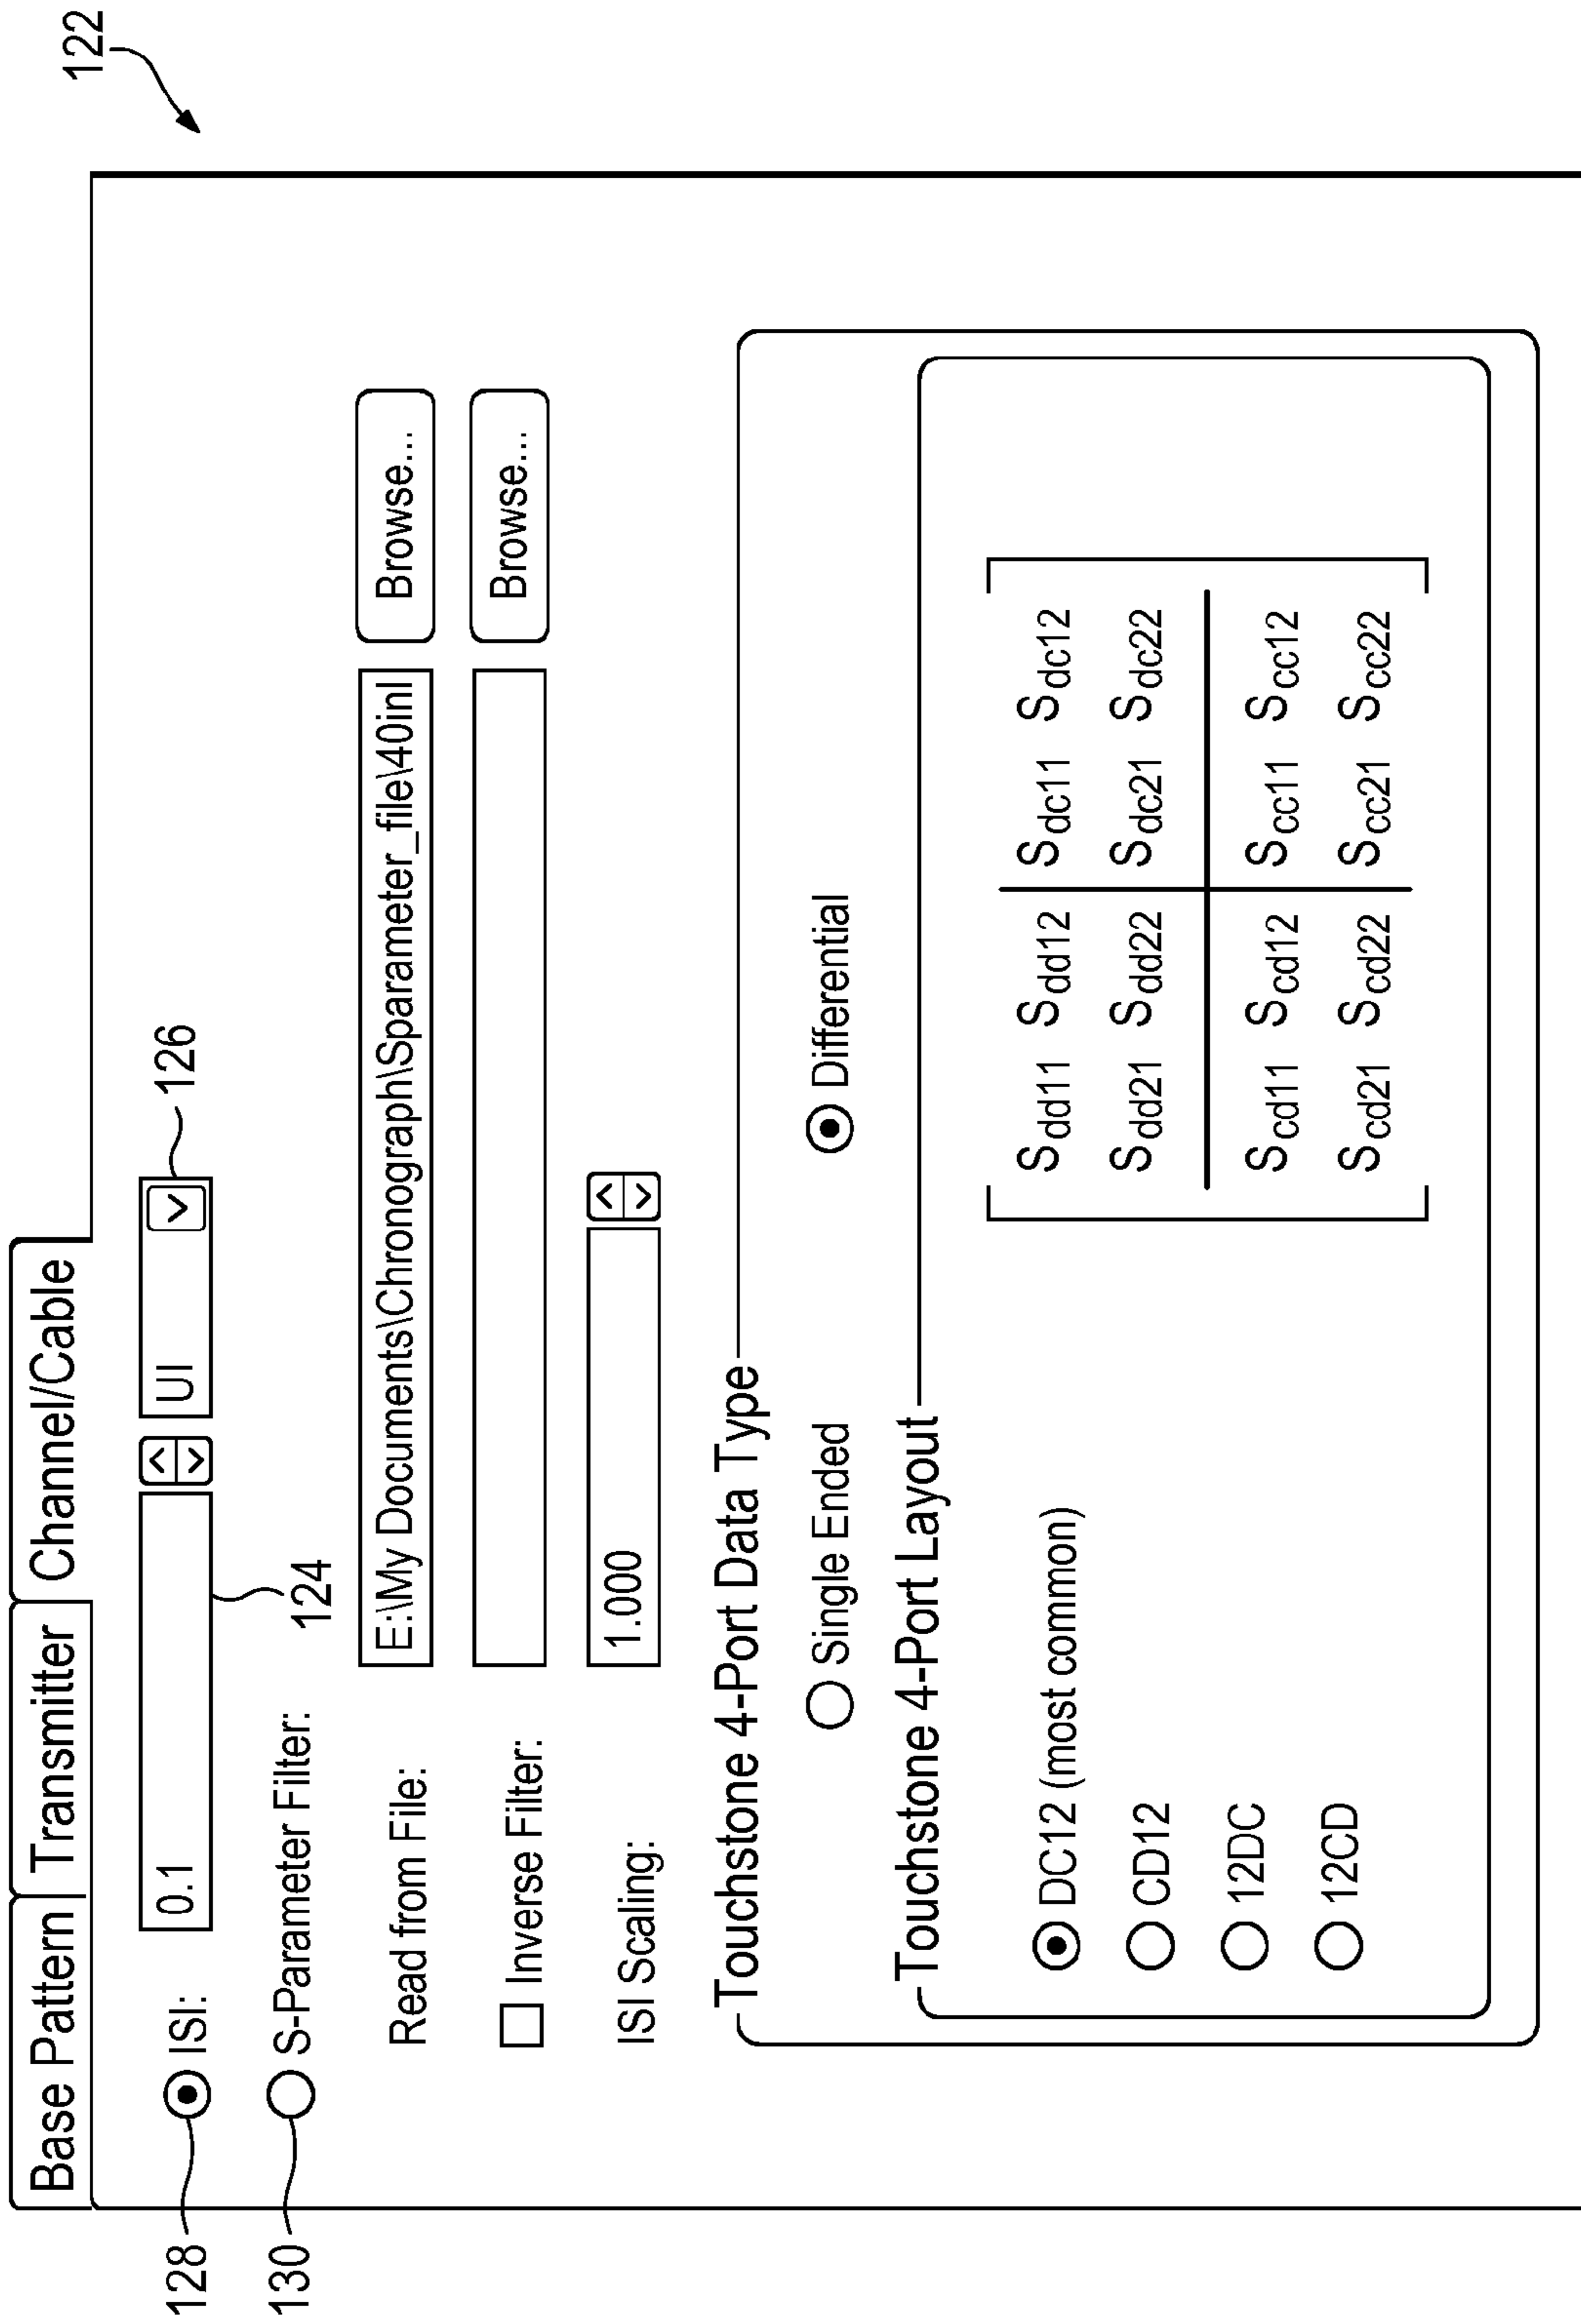 122
Base Pattern Transmitter Channel/Cable
128 ISI: 0.1 UI 126
124
130 S-Parameter Filter:
Read from File: E:\My Documents\Chronograph\Sparameter_file\40inl Browse...
Inverse Filter: Browse...
ISI Scaling: 1.000
Touchstone 4-Port Data Type
Single Ended Differential
Touchstone 4-Port Layout
DC12 (most common)
CD12
12DC
12CD
Sdd11 Sdd12 Sdc11 Sdc12
Sdd21 Sdd22 Sdc21 Sdc22
Scd11 Scd12 Scc11 Scc12
Scd21 Scd22 Scc21 Scc22